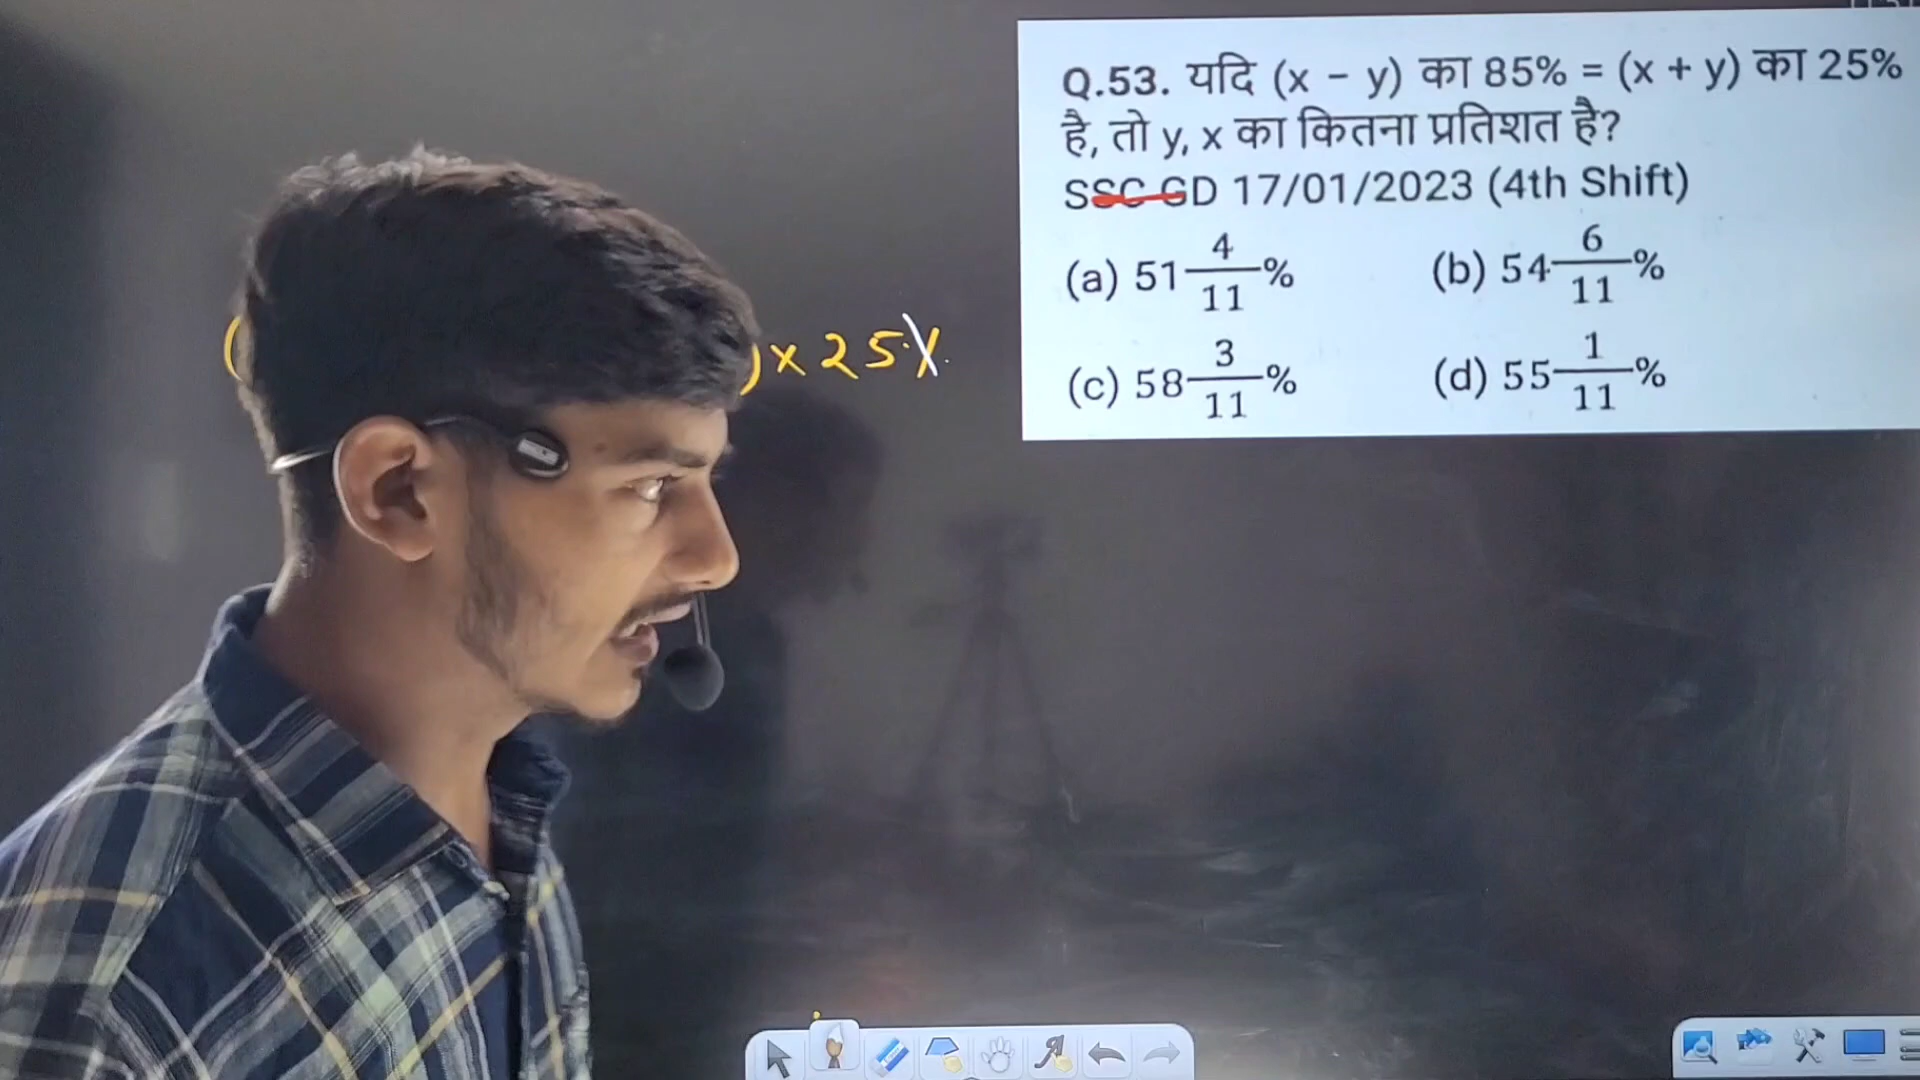 Q.53. यदि (x - y) का 85% = (x + y) का 25%
है, तो y, x का कितना प्रतिशत है?
SSC GD 17/01/2023 (4th Shift)
(a) 51 4/11 % (b) 54 6/11 %
(c) 58 3/11 % (d) 55 1/11 %
( ) x 25%